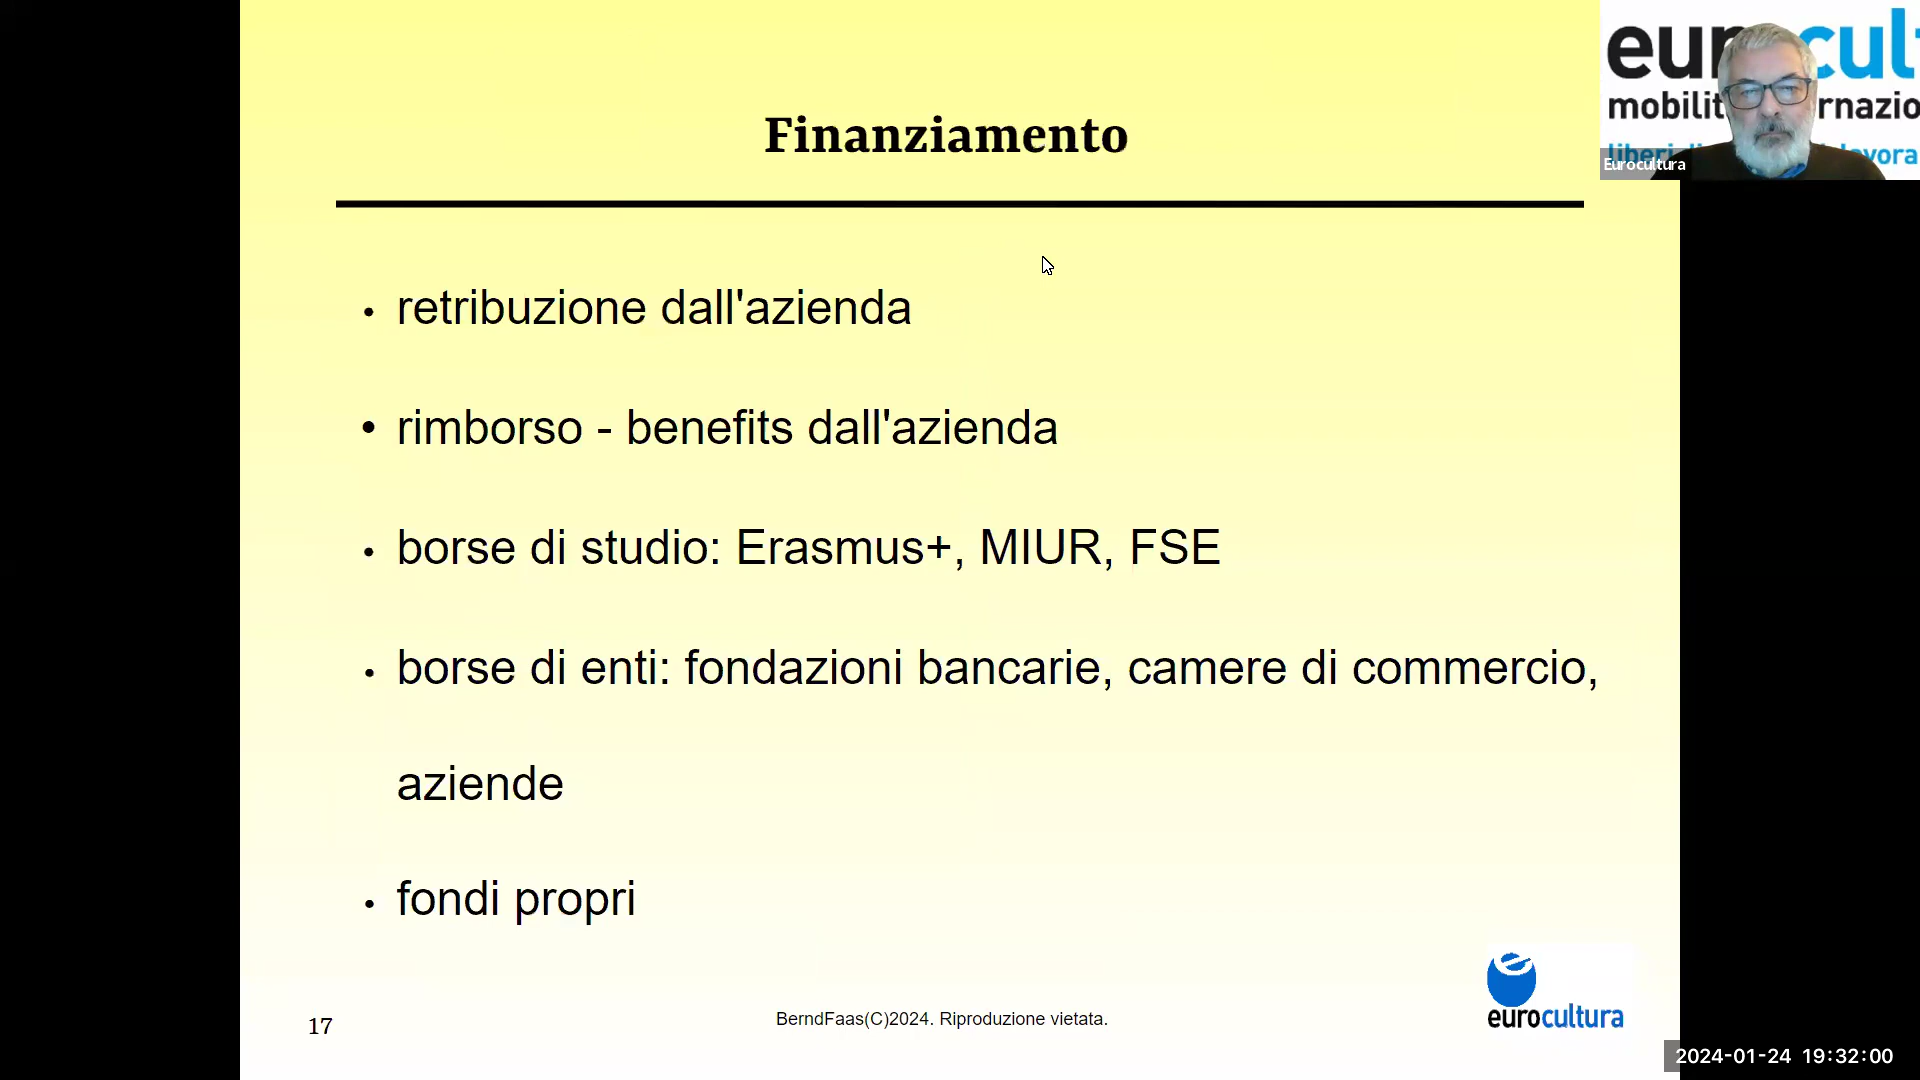 Finanziamento
• retribuzione dall'azienda
• rimborso - benefits dall'azienda
• borse di studio: Erasmus+, MIUR, FSE
• borse di enti: fondazioni bancarie, camere di commercio,
aziende
• fondi propri
17
BerndFaas(C)2024. Riproduzione vietata.
eurocultura
Eurocultura
2024-01-24 19:32:00